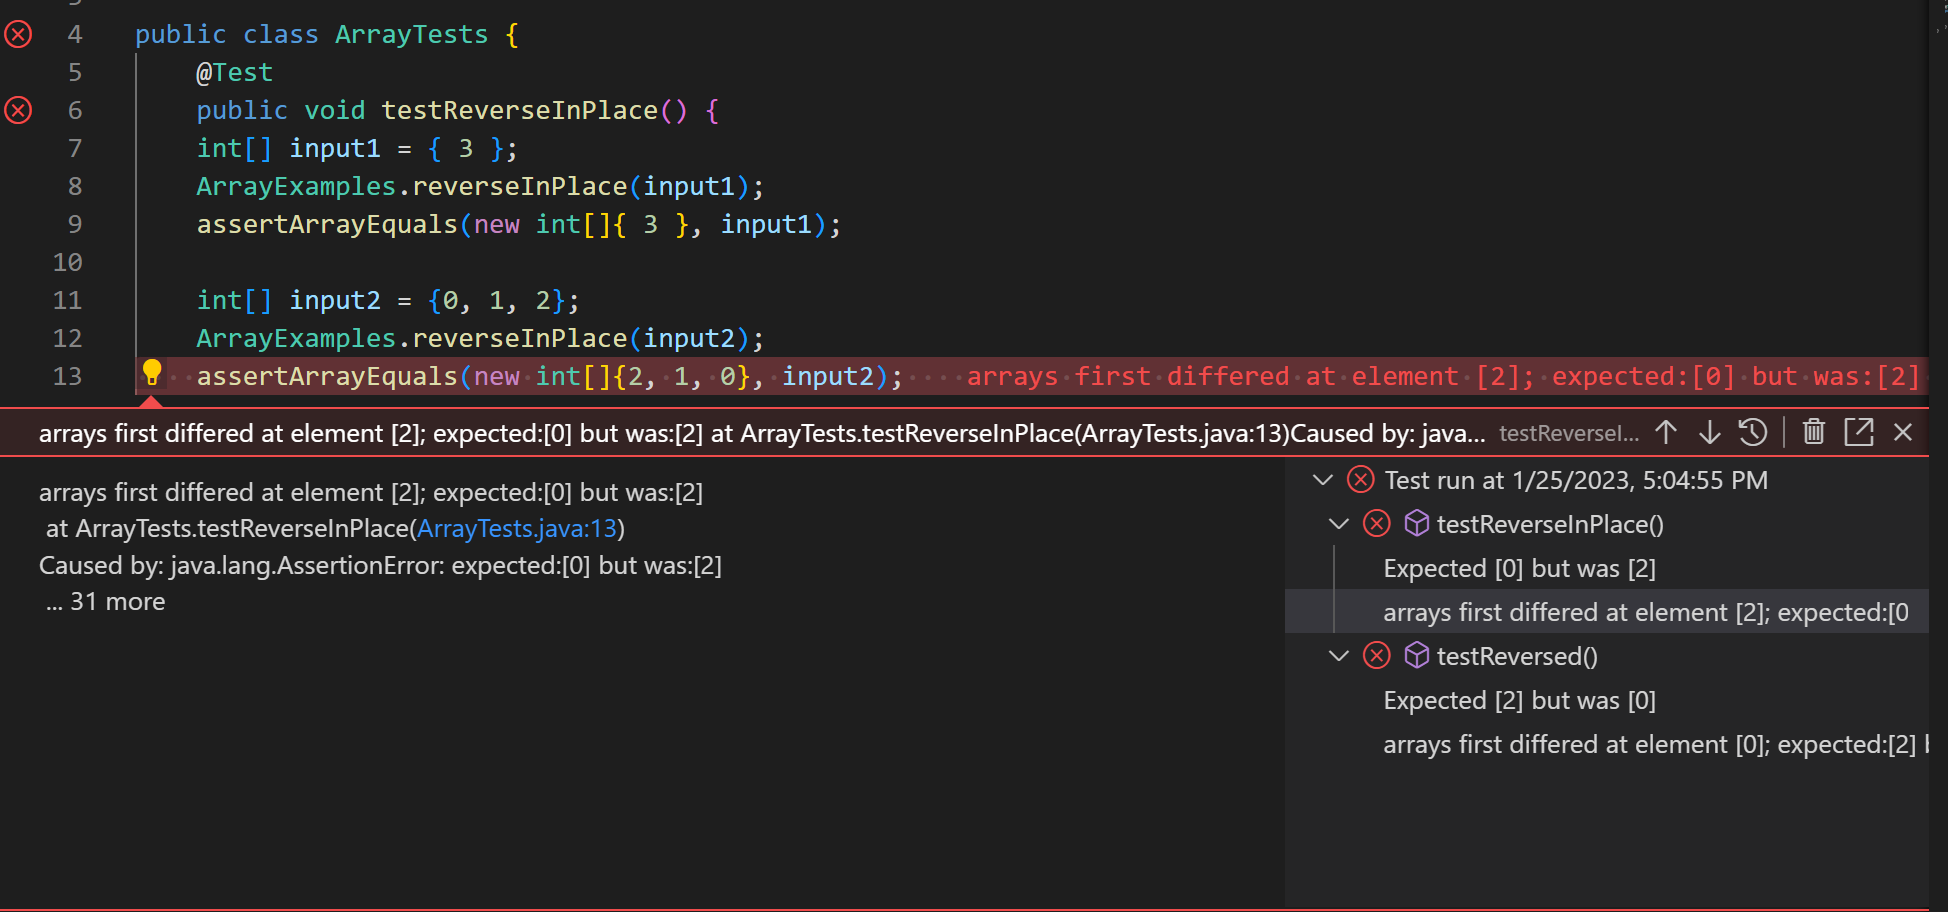 4 public class ArrayTests {
5 @Test
6 public void testReverseInPlace() {
7 int[] input1 = { 3 };
8 ArrayExamples.reverseInPlace(input1);
9 assertArrayEquals(new int[]{ 3 }, input1);
10
11 int[] input2 = {0, 1, 2};
12 ArrayExamples.reverseInPlace(input2);
13 assertArrayEquals(new int[]{2, 1, 0}, input2); arrays first differed at element [2]; expected:[0] but was:[2]
arrays first differed at element [2]; expected:[0] but was:[2] at ArrayTests.testReverseInPlace(ArrayTests.java:13)Caused by: java... testReverseI...
arrays first differed at element [2]; expected:[0] but was:[2]
at ArrayTests.testReverseInPlace(ArrayTests.java:13)
Caused by: java.lang.AssertionError: expected:[0] but was:[2]
... 31 more
Test run at 1/25/2023, 5:04:55 PM
testReverseInPlace()
Expected [0] but was [2]
arrays first differed at element [2]; expected:[0
testReversed()
Expected [2] but was [0]
arrays first differed at element [0]; expected:[2]